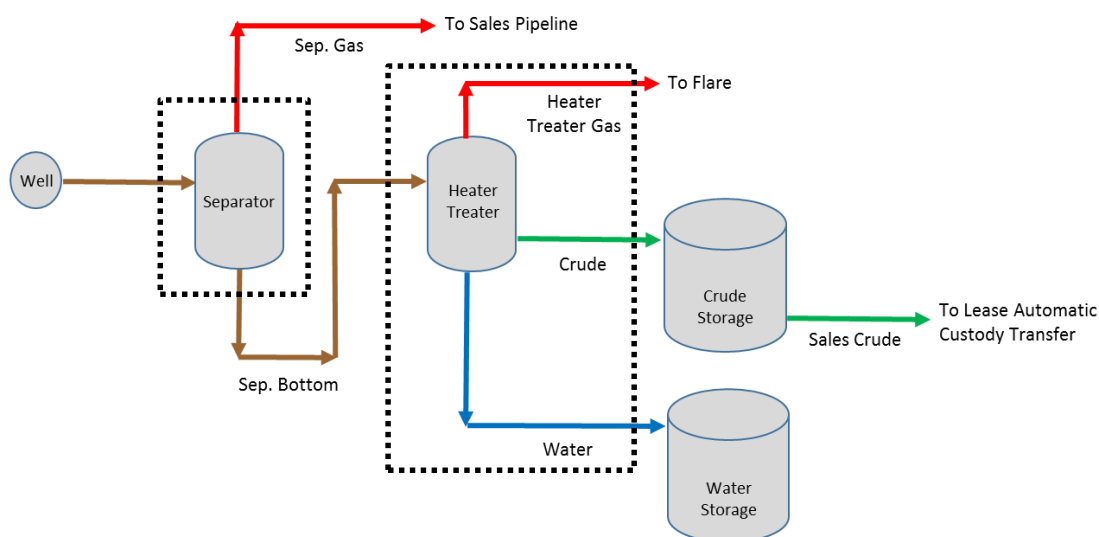 To Sales Pipeline
Sep. Gas
To Flare
Heater
Treater Gas
Well
Separator
Heater
Treater
Crude
Crude
Storage
To Lease Automatic
Custody Transfer
Sales Crude
Sep. Bottom
Water
Water
Storage